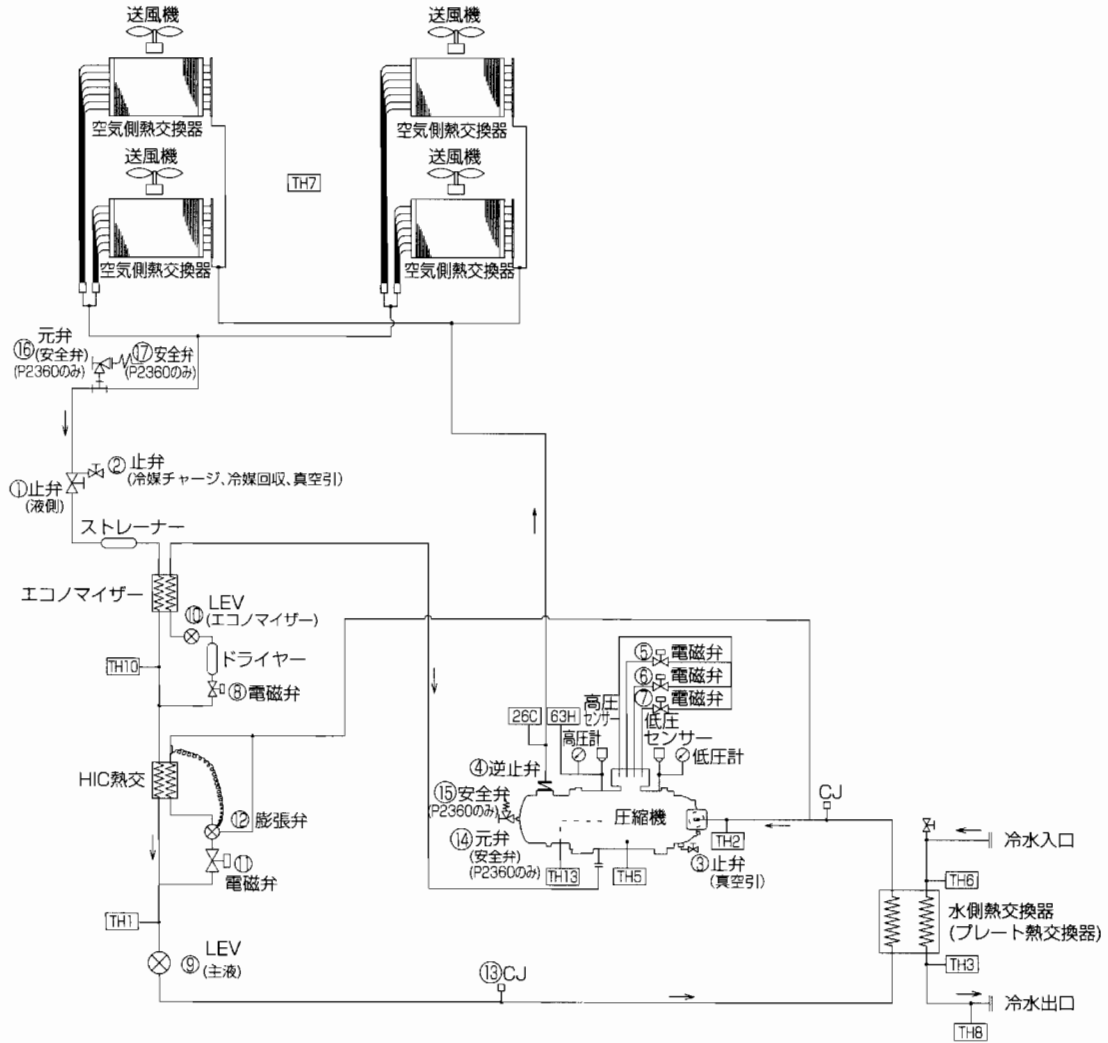 送風機
送風機
空気側熱交換器
空気側熱交換器
送風機
送風機
TH7
空気側熱交換器
空気側熱交換器
⑯元弁
(安全弁)
(P2360のみ)
⑰安全弁
(P2360のみ)
②止弁
(冷媒チャージ、冷媒回収、真空引)
①止弁
(液側)
ストレーナー
エコノマイザー
⑩LEV
(エコノマイザー)
TH10
ドライヤー
⑧電磁弁
HIC熱交
⑫膨張弁
⑪
電磁弁
TH1
LEV
⑨(主液)
⑤電磁弁
⑥電磁弁
⑦電磁弁
26C
63H
高圧
センサー
低圧
センサー
高圧計
低圧計
④逆止弁
⑮安全弁
(P2360のみ)
⑭元弁
(安全弁)
(P2360のみ)
圧縮機
TH13
TH5
TH2
③止弁
(真空引)
CJ
冷水入口
TH6
水側熱交換器
(プレート熱交換器)
TH3
⑬CJ
冷水出口
TH8